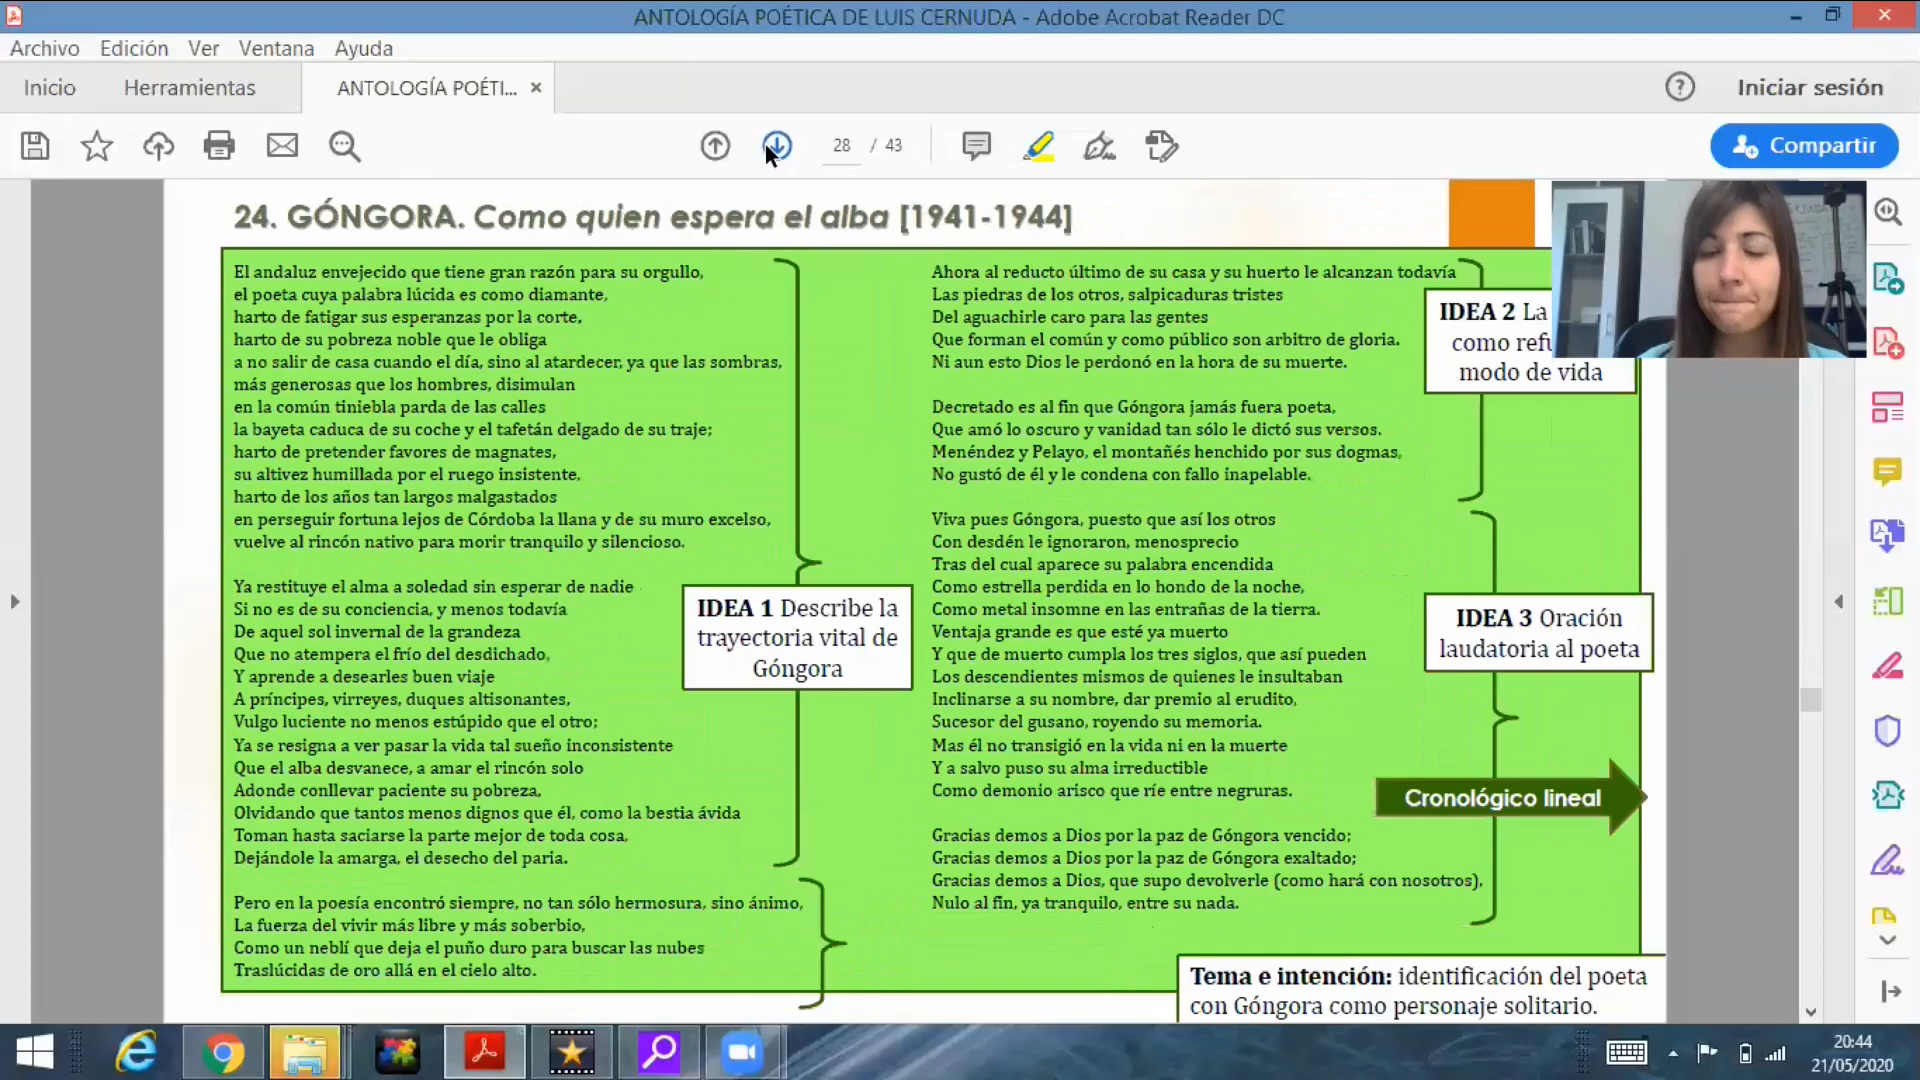 ANTOLOGÍA POÉTICA DE LUIS CERNUDA - Adobe Acrobat Reader DC
Archivo Edición Ver Ventana Ayuda
Inicio Herramientas ANTOLOGÍA POÉTI... × Iniciar sesión
28 / 43 Compartir
24. GÓNGORA. Como quien espera el alba [1941-1944]
El andaluz envejecido que tiene gran razón para su orgullo,
el poeta cuya palabra lúcida es como diamante,
harto de fatigar sus esperanzas por la corte,
harto de su pobreza noble que le obliga
a no salir de casa cuando el día, sino al atardecer, ya que las sombras,
más generosas que los hombres, disimulan
en la común tiniebla parda de las calles
la bayeta caduca de su coche y el tafetán delgado de su traje;
harto de pretender favores de magnates,
su altivez humillada por el ruego insistente,
harto de los años tan largos malgastados
en perseguir fortuna lejos de Córdoba la llana y de su muro excelso,
vuelve al rincón nativo para morir tranquilo y silencioso.
Ya restituye el alma a soledad sin esperar de nadie
Si no es de su conciencia, y menos todavía
De aquel sol invernal de la grandeza
Que no atempera el frío del desdichado,
Y aprende a desearles buen viaje
A príncipes, virreyes, duques altisonantes,
Vulgo luciente no menos estúpido que el otro;
Ya se resigna a ver pasar la vida tal sueño inconsistente
Que el alba desvanece, a amar el rincón solo
Adonde conllevar paciente su pobreza,
Olvidando que tantos menos dignos que él, como la bestia ávida
Toman hasta saciarse la parte mejor de toda cosa,
Dejándole la amarga, el desecho del paria.
Pero en la poesía encontró siempre, no tan sólo hermosura, sino ánimo,
La fuerza del vivir más libre y más soberbio,
Como un neblí que deja el puño duro para buscar las nubes
Traslúcidas de oro allá en el cielo alto.
IDEA 1 Describe la
trayectoria vital de
Góngora
Ahora al reducto último de su casa y su huerto le alcanzan todavía
Las piedras de los otros, salpicaduras tristes
Del aguachirle caro para las gentes
Que forman el común y como público son arbitro de gloria.
Ni aun esto Dios le perdonó en la hora de su muerte.
Decretado es al fin que Góngora jamás fuera poeta,
Que amó lo oscuro y vanidad tan sólo le dictó sus versos.
Menéndez y Pelayo, el montañés henchido por sus dogmas,
No gustó de él y le condena con fallo inapelable.
Viva pues Góngora, puesto que así los otros
Con desdén le ignoraron, menosprecio
Tras del cual aparece su palabra encendida
Como estrella perdida en lo hondo de la noche,
Como metal insomne en las entrañas de la tierra.
Ventaja grande es que esté ya muerto
Y que de muerto cumpla los tres siglos, que así pueden
Los descendientes mismos de quienes le insultaban
Inclinarse a su nombre, dar premio al erudito,
Sucesor del gusano, royendo su memoria.
Mas él no transigió en la vida ni en la muerte
Y a salvo puso su alma irreductible
Como demonio arisco que ríe entre negruras.
Gracias demos a Dios por la paz de Góngora vencido;
Gracias demos a Dios por la paz de Góngora exaltado;
Gracias demos a Dios, que supo devolverle (como hará con nosotros),
Nulo al fin, ya tranquilo, entre su nada.
IDEA 2 La
como refu
modo de vida
IDEA 3 Oración
laudatoria al poeta
Cronológico lineal
Tema e intención: identificación del poeta
con Góngora como personaje solitario.
20:44
21/05/2020